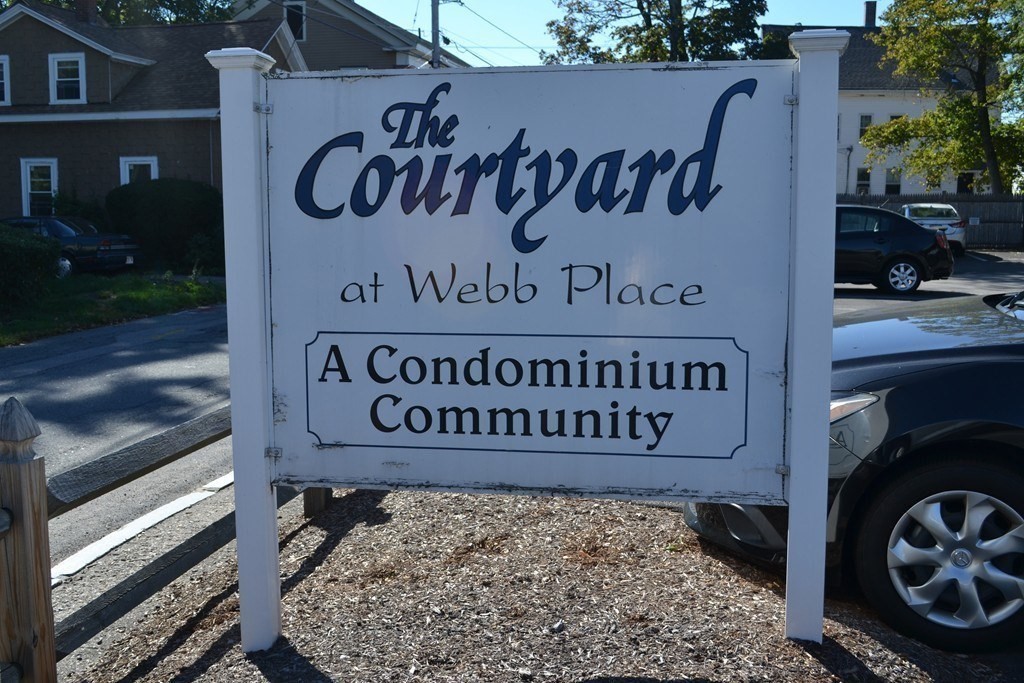 The
Courtyard
at Webb Place
A Condominium
Community